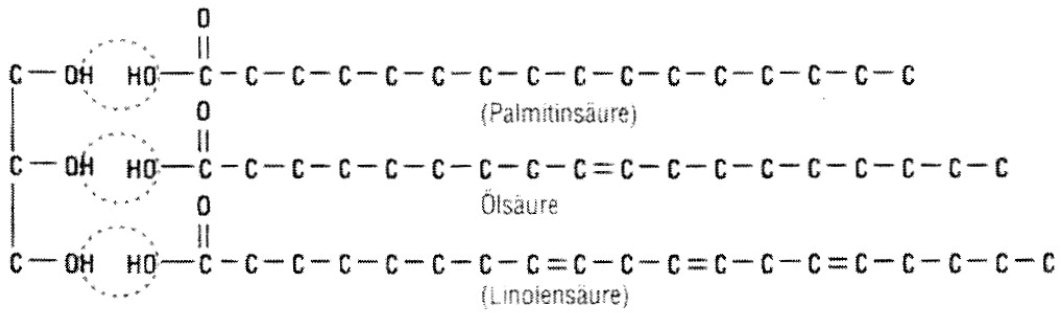 O
||
C — OH HO — C – C – C – C – C – C – C – C – C – C – C – C – C – C – C – C
(Palmitinsäure)
O
||
C — OH HO — C – C – C – C – C – C – C – C – C = C – C – C – C – C – C – C – C – C
Ölsäure
O
||
C — OH HO — C – C – C – C – C – C – C – C = C – C – C = C – C – C = C – C – C – C – C
(Linolensäure)